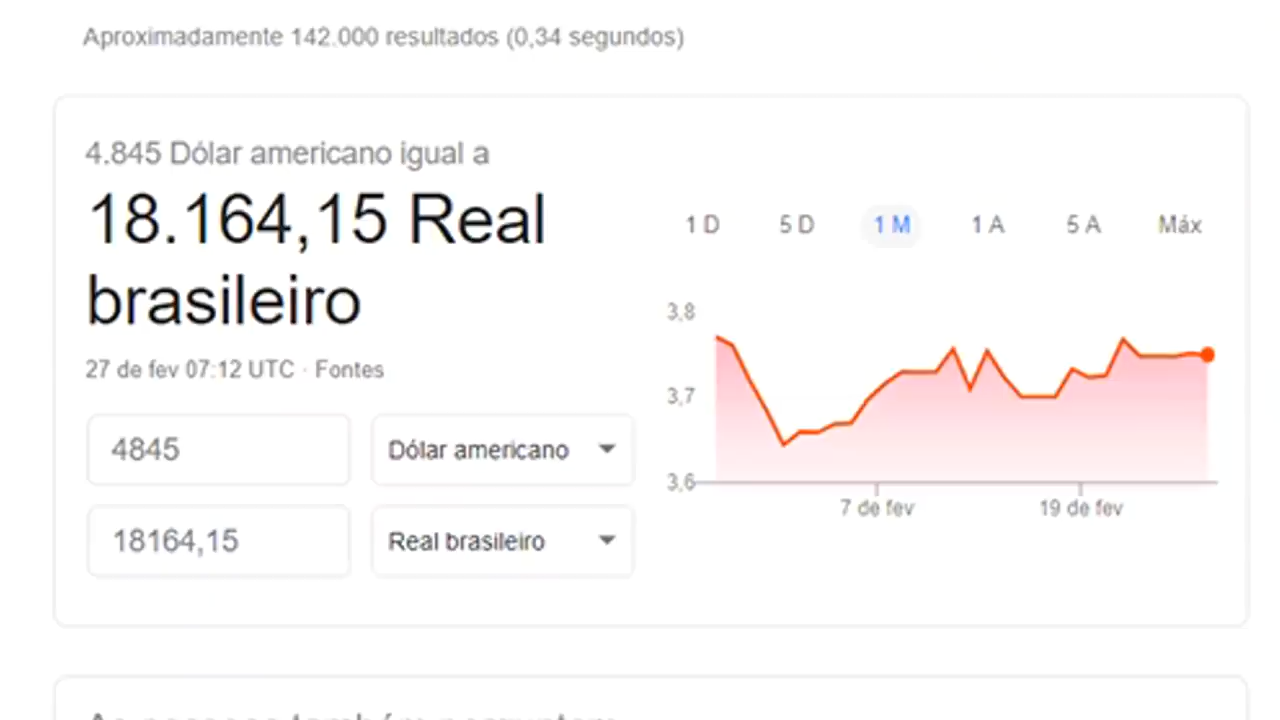 Aproximadamente 142.000 resultados (0,34 segundos)
4.845 Dólar americano igual a
18.164,15 Real
brasileiro
27 de fev 07:12 UTC · Fontes
4845 Dólar americano
18164,15 Real brasileiro
1 D 5 D 1 M 1 A 5 A Máx
3,8
3,7
3,6
7 de fev 19 de fev